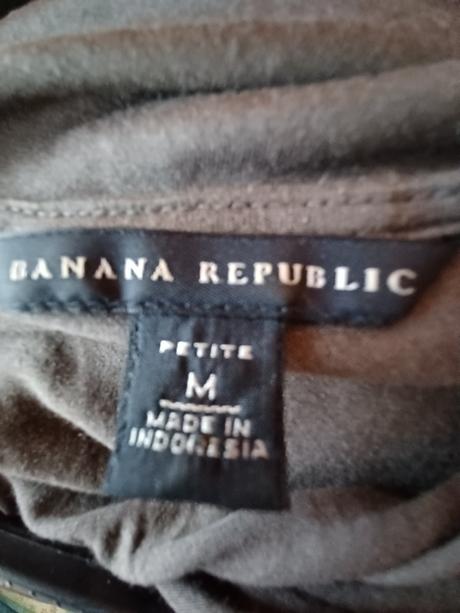 BANANA REPUBLIC
PETITE
M
MADE IN
INDONESIA